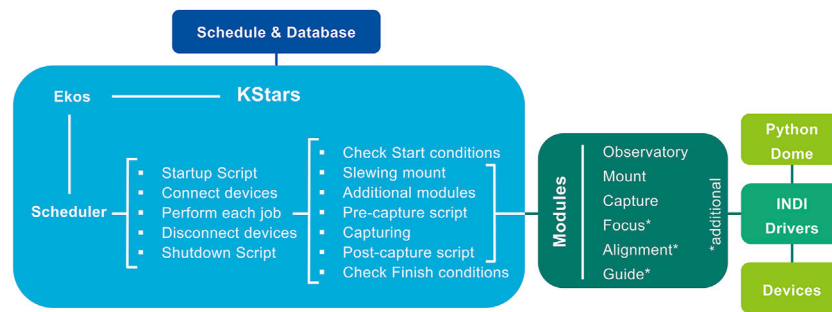 Schedule & Database
Ekos
KStars
Scheduler
Startup Script
Connect devices
Perform each job
Disconnect devices
Shutdown Script
Check Start conditions
Slewing mount
Additional modules
Pre-capture script
Capturing
Post-capture script
Check Finish conditions
Modules
Observatory
Mount
Capture
Focus*
Alignment*
Guide*
*additional
Python
Dome
INDI
Drivers
Devices